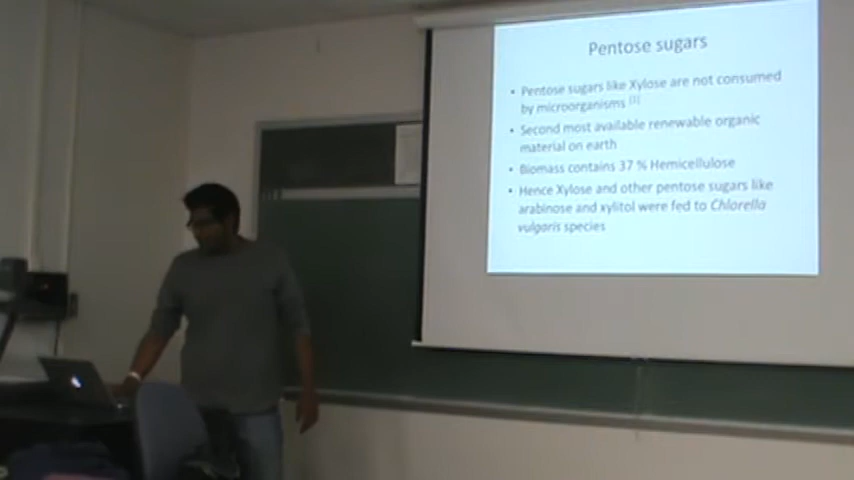 Pentose sugars
• Pentose sugars like Xylose are not consumed
by microorganisms [1]
• Second most available renewable organic
material on earth
• Biomass contains 37 % Hemicellulose
• Hence Xylose and other pentose sugars like
arabinose and xylitol were fed to Chlorella
vulgaris species